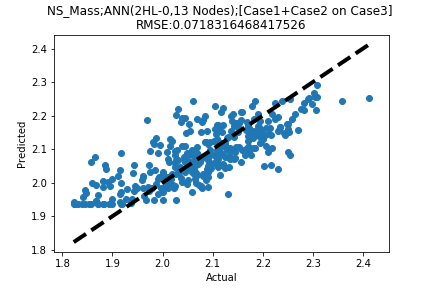 NS_Mass;ANN(2HL-0,13 Nodes);[Case1+Case2 on Case3]
RMSE:0.0718316468417526
2.4
2.3
2.2
2.1
2.0
1.9
1.8
Predicted
1.8 1.9 2.0 2.1 2.2 2.3 2.4
Actual